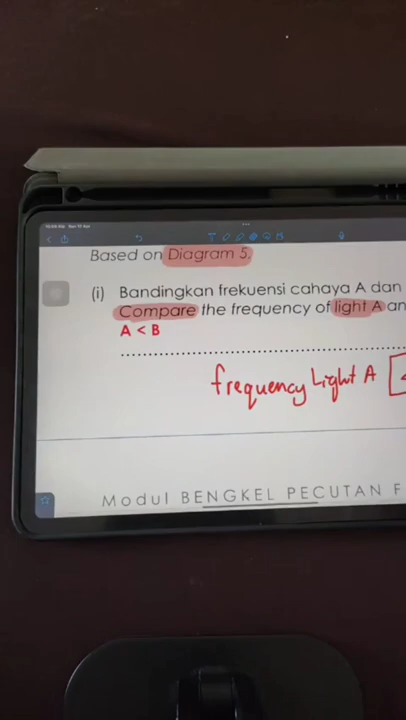 Based on Diagram 5,
(i) Bandingkan frekuensi cahaya A dan
Compare the frequency of light A an
A < B
frequency Light A
Modul BENGKEL PECUTAN F